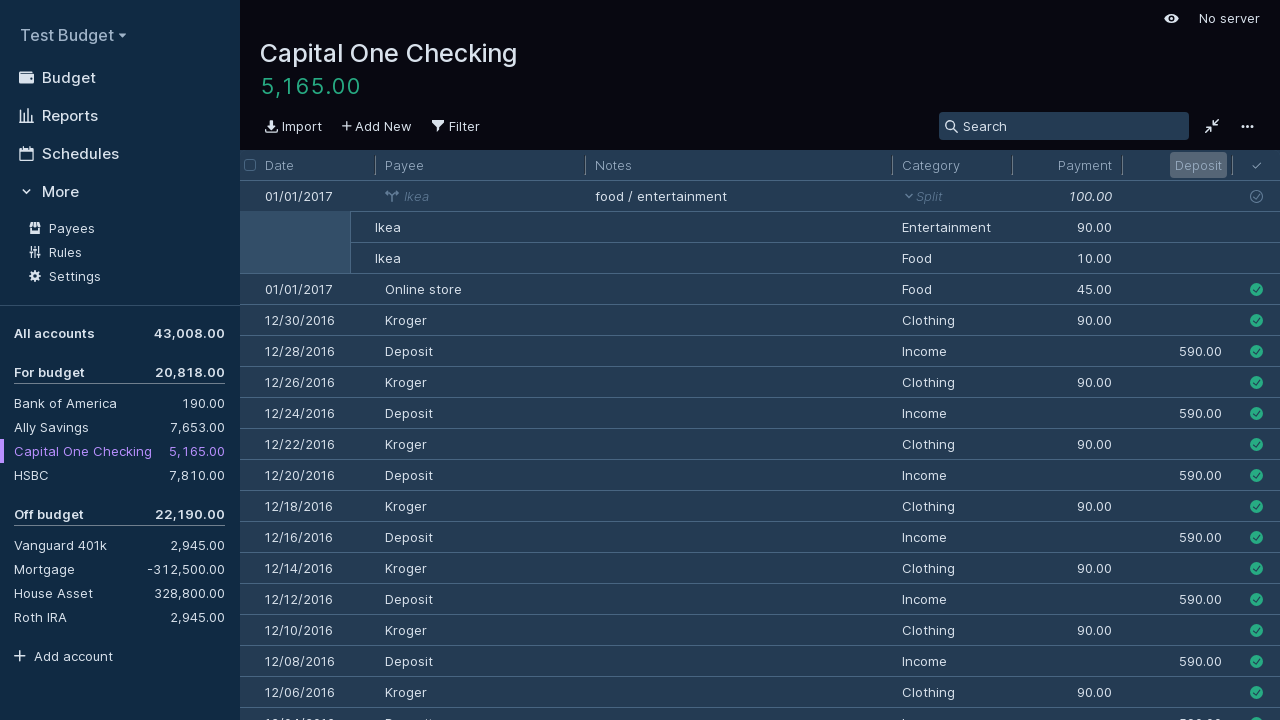 Test Budget
Budget
Reports
Schedules
More
Payees
Rules
Settings
All accounts 43,008.00
For budget 20,818.00
Bank of America 190.00
Ally Savings 7,653.00
Capital One Checking 5,165.00
HSBC 7,810.00
Off budget 22,190.00
Vanguard 401k 2,945.00
Mortgage -312,500.00
House Asset 328,800.00
Roth IRA 2,945.00
Add account
No server
Capital One Checking
5,165.00
Import Add New Filter Search
Date Payee Notes Category Payment Deposit
01/01/2017 Ikea food / entertainment Split 100.00
Ikea Entertainment 90.00
Ikea Food 10.00
01/01/2017 Online store Food 45.00
12/30/2016 Kroger Clothing 90.00
12/28/2016 Deposit Income 590.00
12/26/2016 Kroger Clothing 90.00
12/24/2016 Deposit Income 590.00
12/22/2016 Kroger Clothing 90.00
12/20/2016 Deposit Income 590.00
12/18/2016 Kroger Clothing 90.00
12/16/2016 Deposit Income 590.00
12/14/2016 Kroger Clothing 90.00
12/12/2016 Deposit Income 590.00
12/10/2016 Kroger Clothing 90.00
12/08/2016 Deposit Income 590.00
12/06/2016 Kroger Clothing 90.00